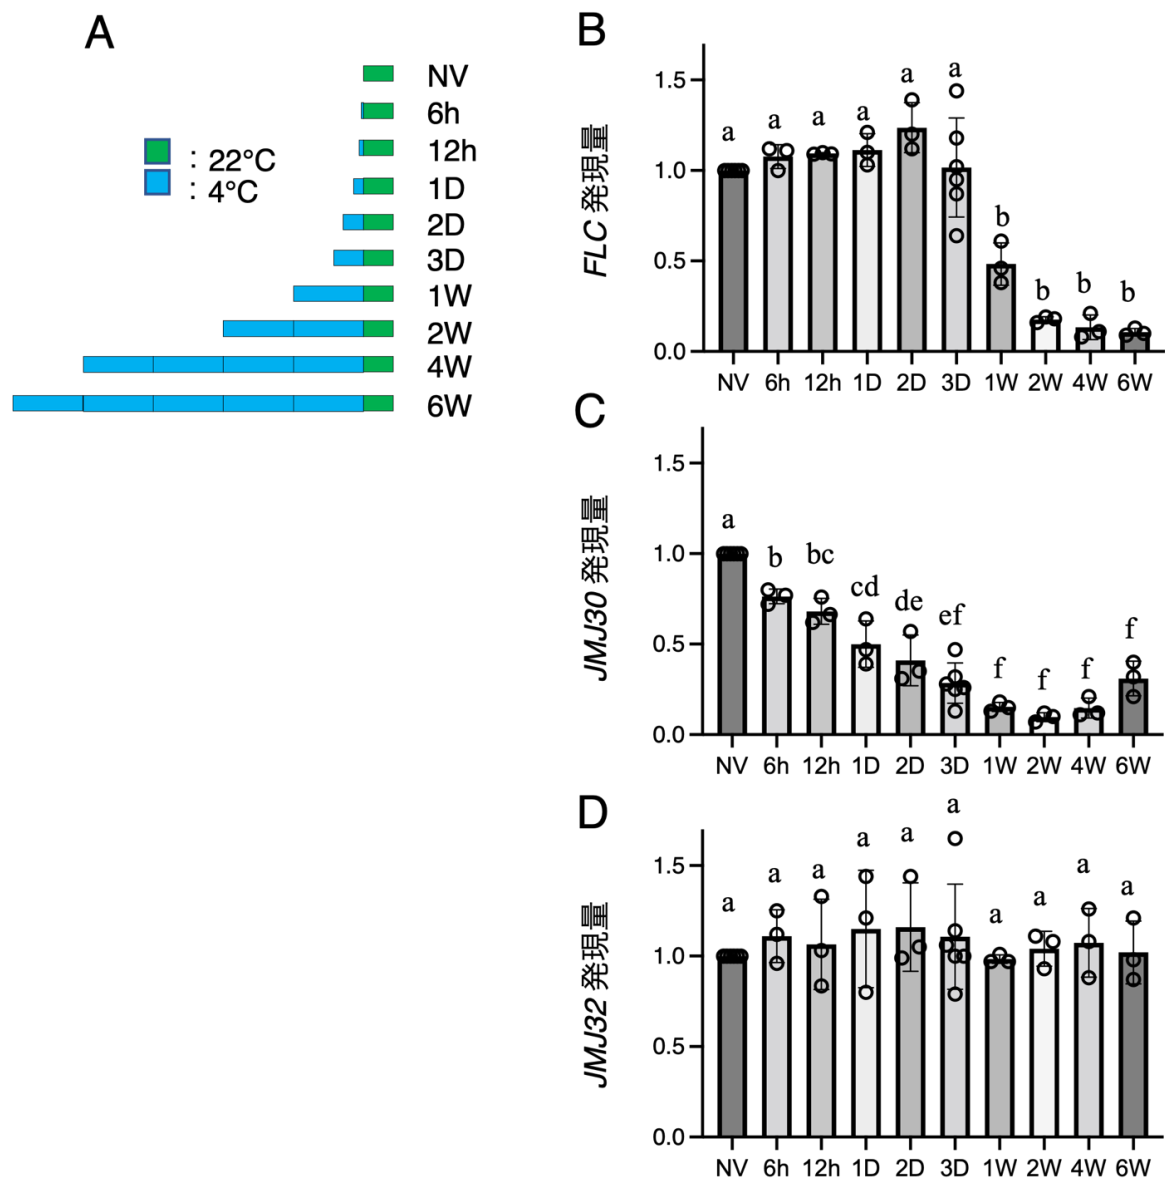 A
NV
6h
12h
1D
2D
3D
1W
2W
4W
6W
: 22°C
: 4°C
B
FLC 発現量
1.5
1.0
0.5
0.0
a
a
a
a
a
a
b
b
b
b
NV 6h 12h 1D 2D 3D 1W 2W 4W 6W
C
JMJ30 発現量
1.5
1.0
0.5
0.0
a
b
bc
cd
de
ef
f
f
f
f
NV 6h 12h 1D 2D 3D 1W 2W 4W 6W
D
JMJ32 発現量
1.5
1.0
0.5
0.0
a
a
a
a
a
a
a
a
a
a
NV 6h 12h 1D 2D 3D 1W 2W 4W 6W